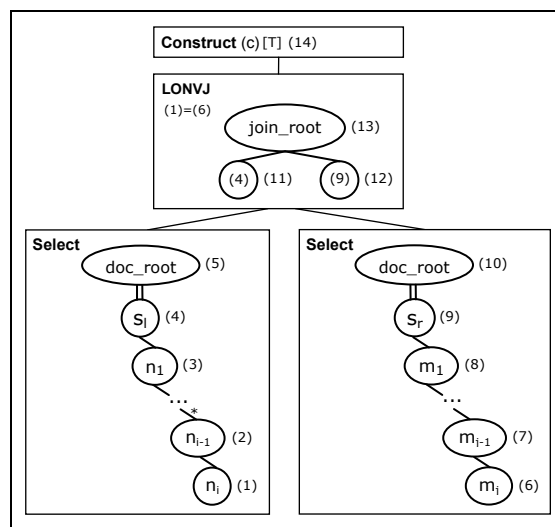 Construct (c) [T] (14)
LONVJ
(1)=(6)
join_root (13)
(4) (11) (9) (12)
Select
doc_root (5)
s_l (4)
n_1 (3)
...
*
n_{i-1} (2)
n_i (1)
Select
doc_root (10)
s_r (9)
m_1 (8)
...
m_{j-1} (7)
m_j (6)